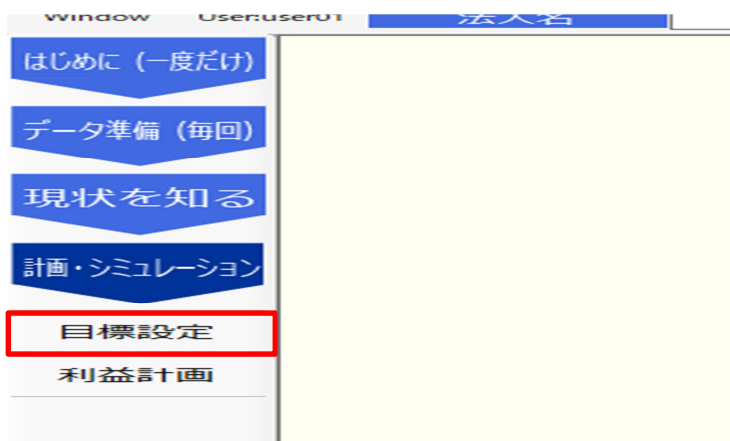 Window User:user01 法人名
はじめに (一度だけ)
データ準備 (毎回)
現状を知る
計画・シミュレーション
目標設定
利益計画